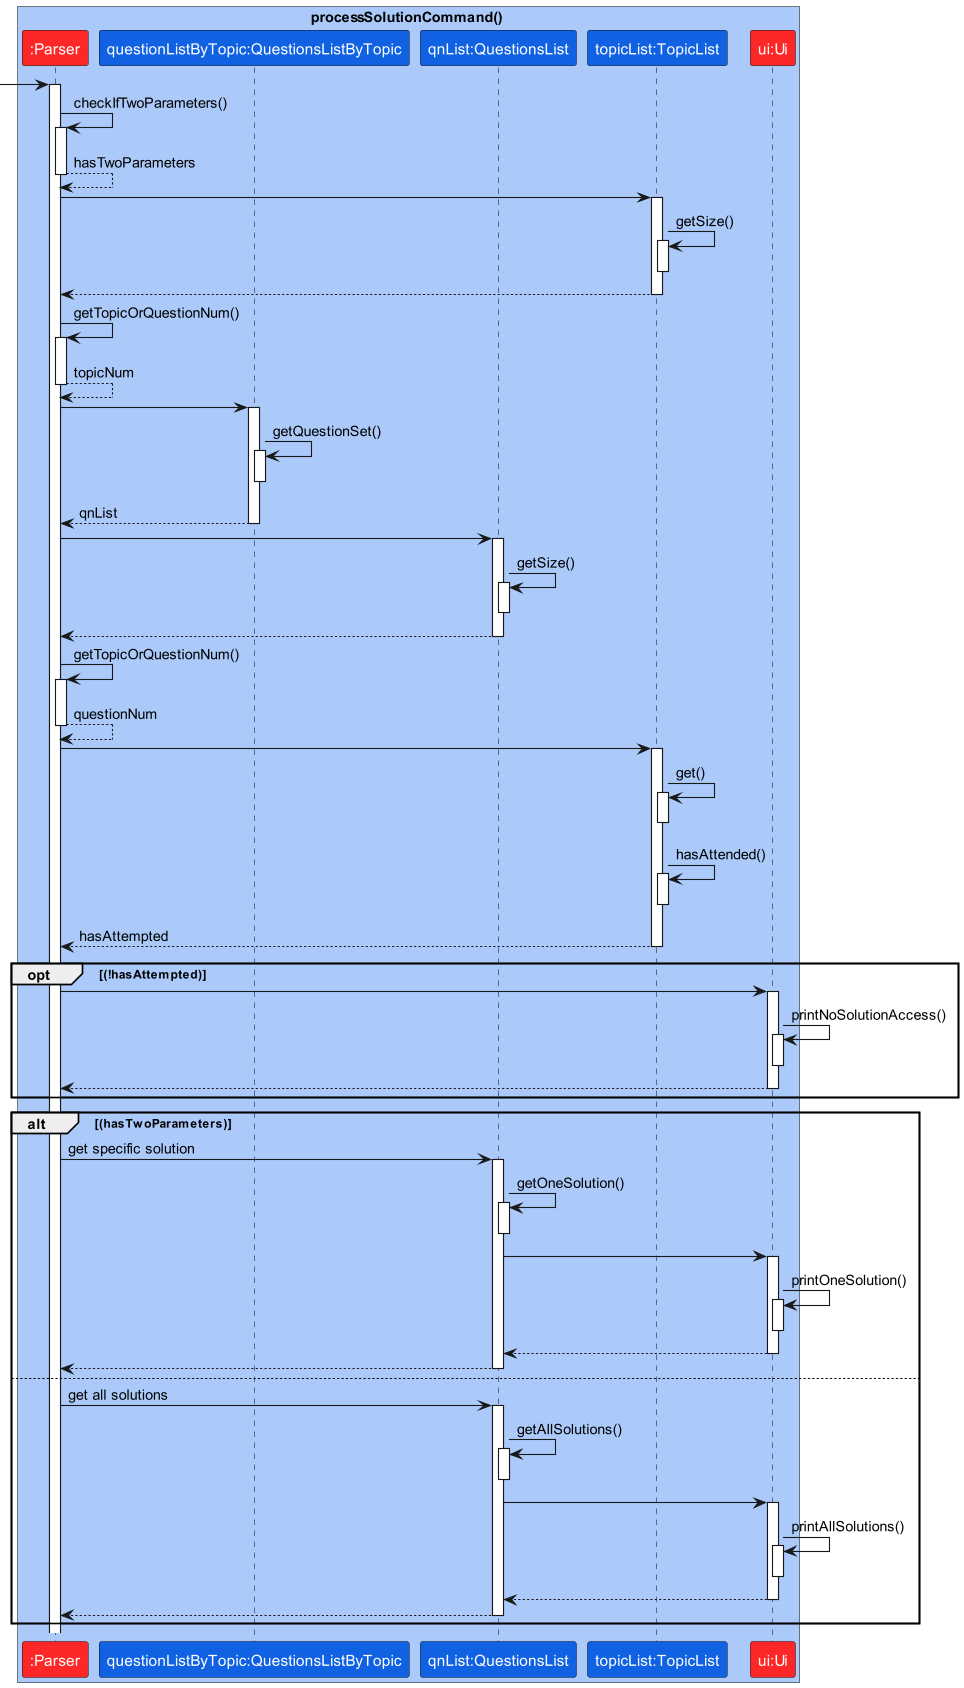 processSolutionCommand()
:Parser
questionListByTopic:QuestionsListByTopic
qnList:QuestionsList
topicList:TopicList
ui:Ui
checkIfTwoParameters()
hasTwoParameters
getSize()
getTopicOrQuestionNum()
topicNum
getQuestionSet()
qnList
getSize()
getTopicOrQuestionNum()
questionNum
get()
hasAttended()
hasAttempted
opt [(!hasAttempted)]
printNoSolutionAccess()
alt [(hasTwoParameters)]
get specific solution
getOneSolution()
printOneSolution()
get all solutions
getAllSolutions()
printAllSolutions()
:Parser
questionListByTopic:QuestionsListByTopic
qnList:QuestionsList
topicList:TopicList
ui:Ui